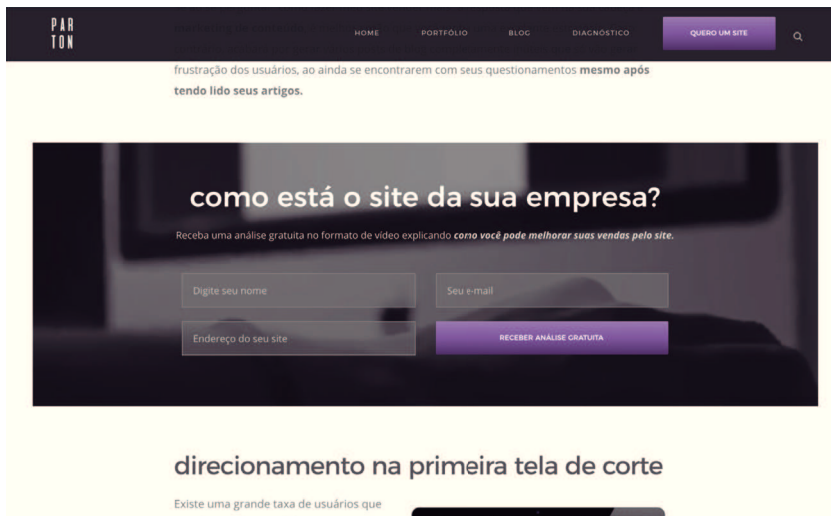 PAR
TON
HOME PORTFÓLIO BLOG DIAGNÓSTICO QUERO UM SITE
frustração dos usuários, ao ainda se encontrarem com seus questionamentos mesmo após
tendo lido seus artigos.
como está o site da sua empresa?
Receba uma análise gratuita no formato de vídeo explicando como você pode melhorar suas vendas pelo site.
Digite seu nome Seu e-mail
Endereço do seu site RECEBER ANÁLISE GRATUITA
direcionamento na primeira tela de corte
Existe uma grande taxa de usuários que